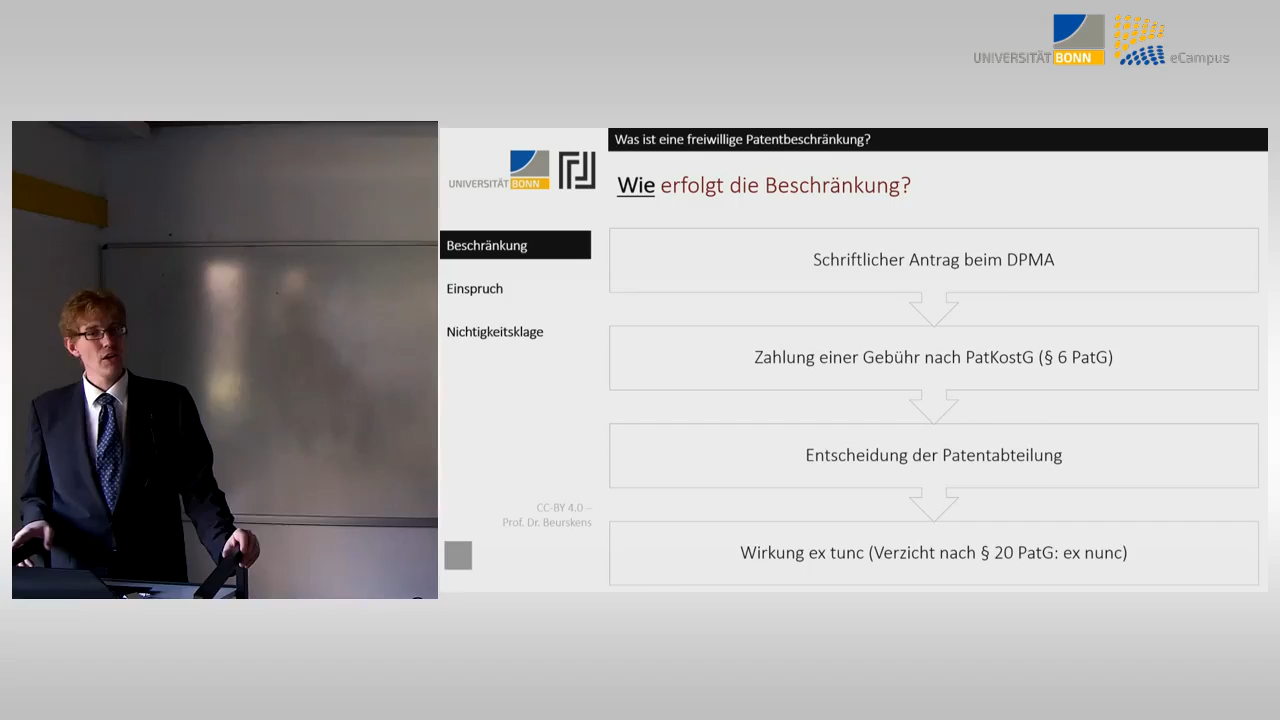 UNIVERSITÄT BONN eCampus
Was ist eine freiwillige Patentbeschränkung?
UNIVERSITÄT BONN
Wie erfolgt die Beschränkung?
Beschränkung
Einspruch
Nichtigkeitsklage
Schriftlicher Antrag beim DPMA
Zahlung einer Gebühr nach PatKostG (§ 6 PatG)
Entscheidung der Patentabteilung
Wirkung ex tunc (Verzicht nach § 20 PatG: ex nunc)
CC-BY 4.0 –
Prof. Dr. Beurskens